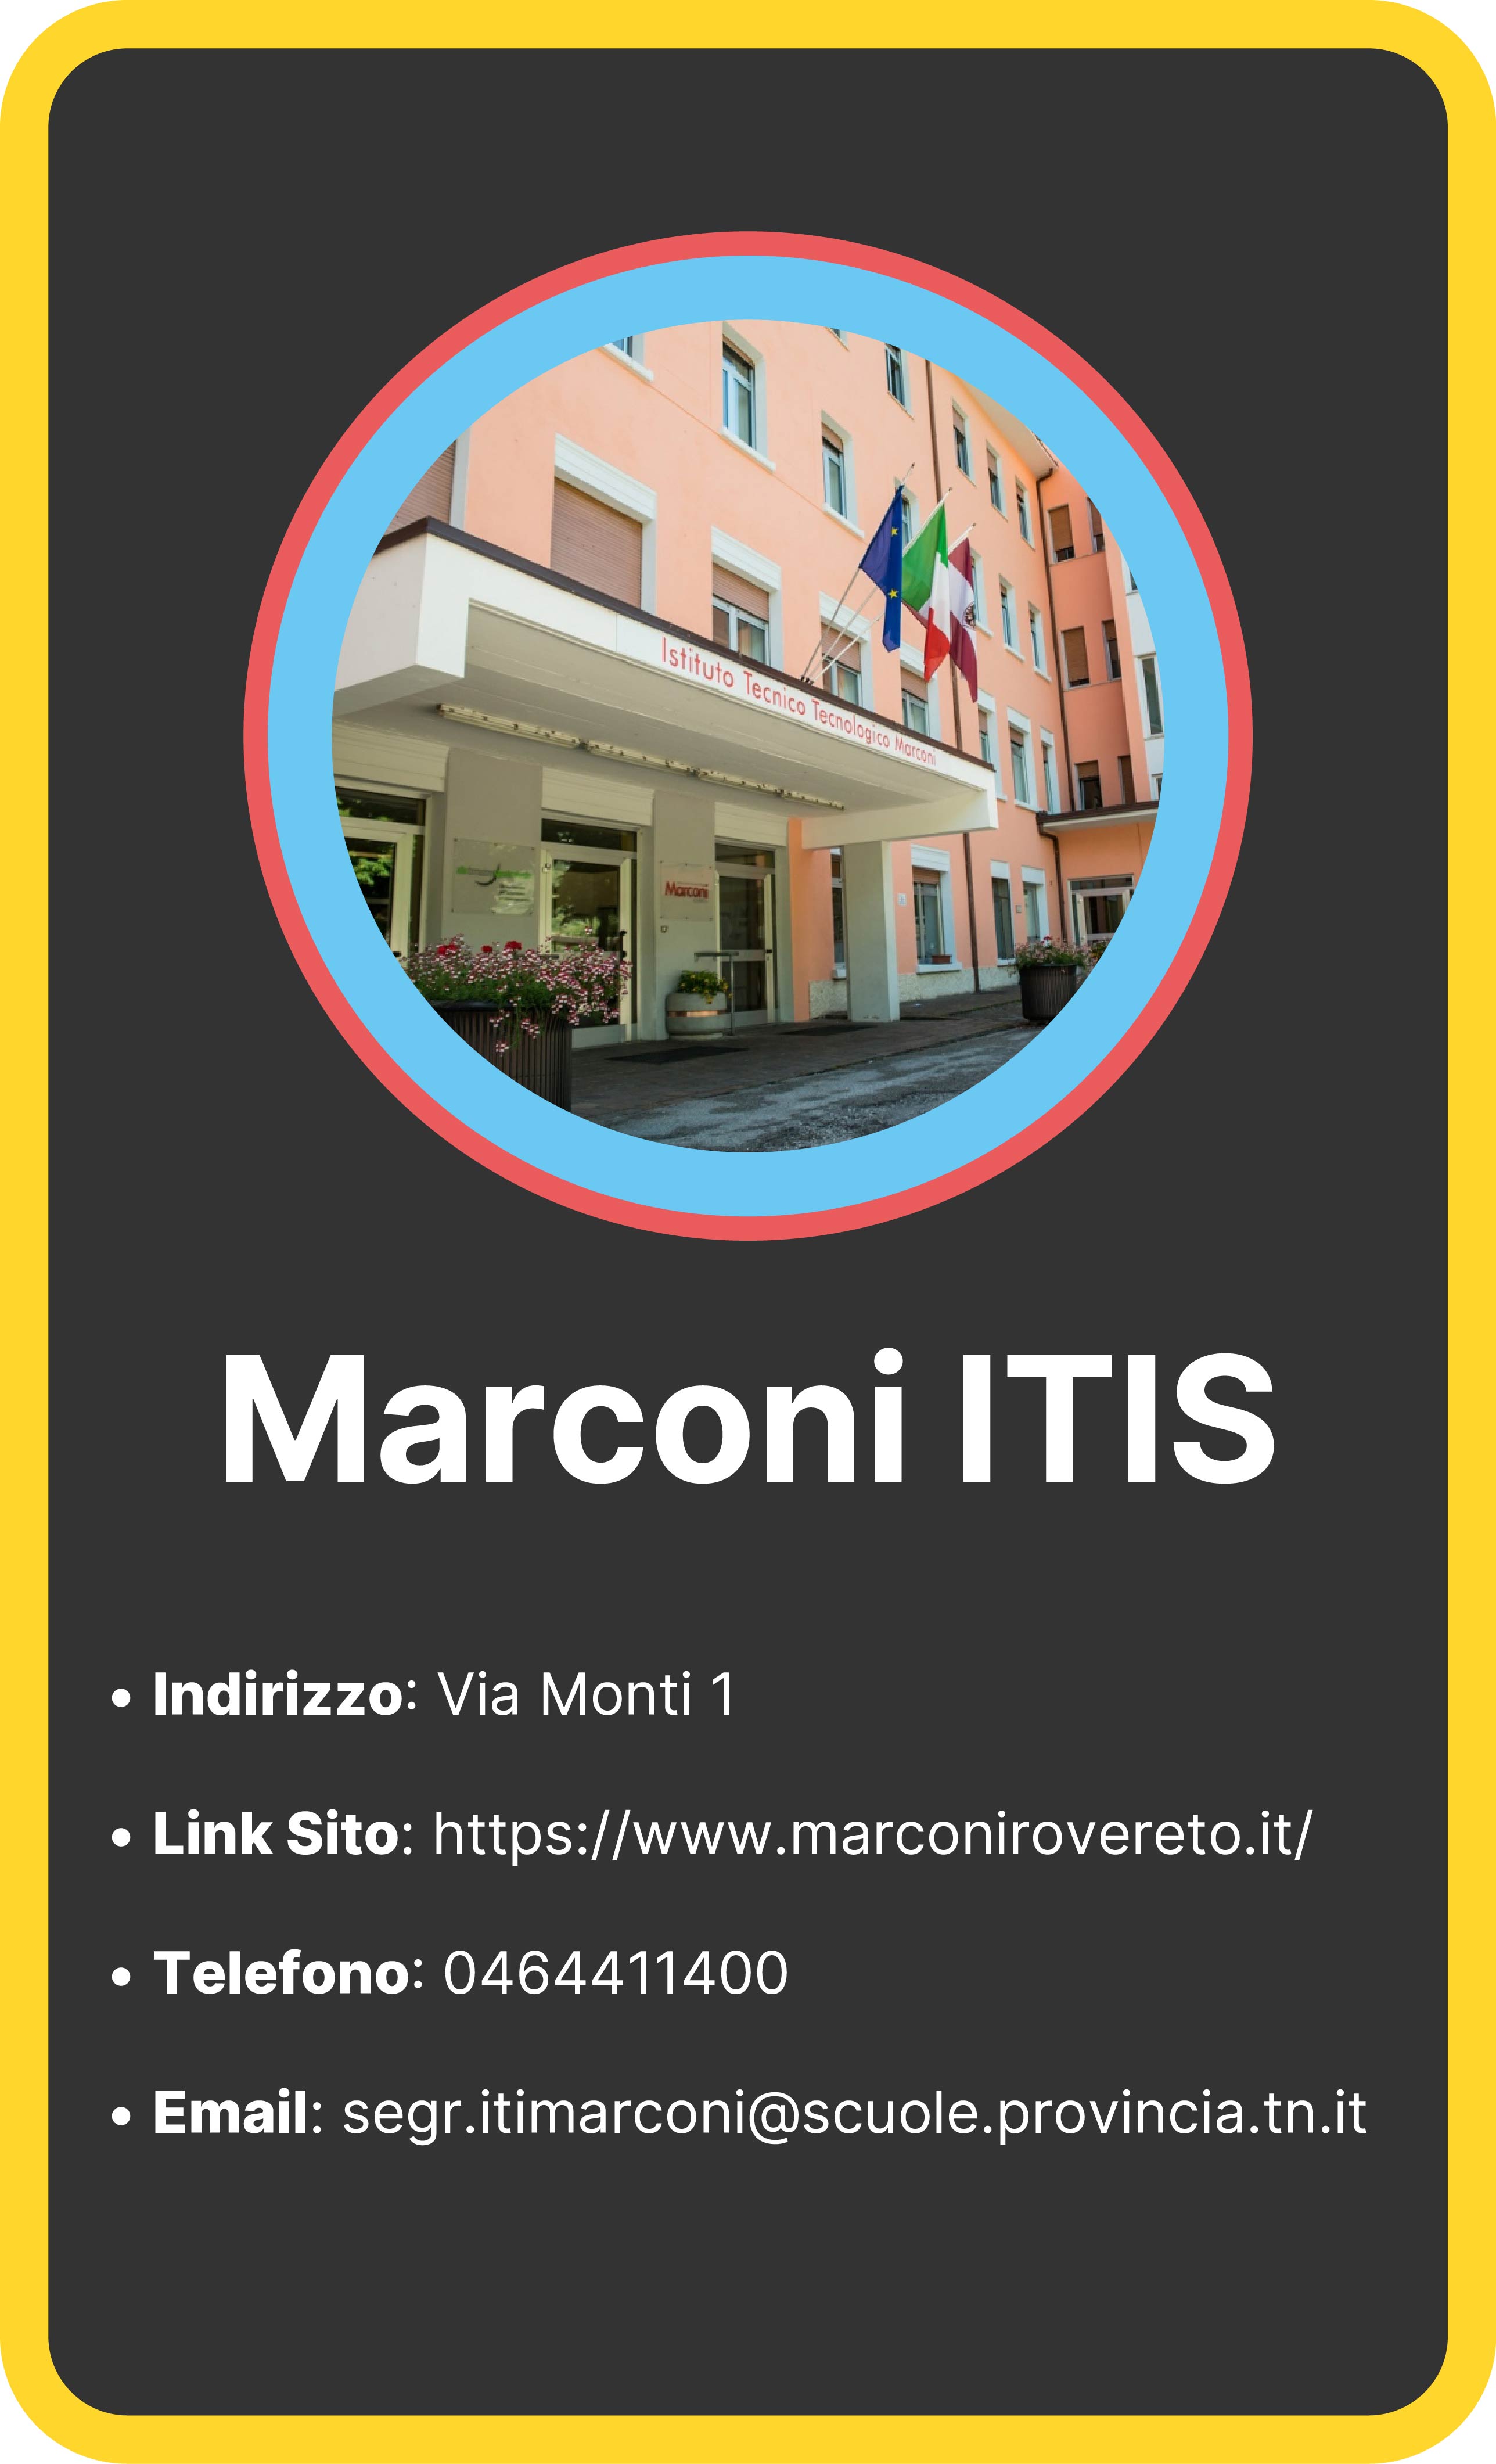 Istituto Tecnico Tecnologico Marconi
Marconi
Marconi ITIS
• Indirizzo: Via Monti 1
• Link Sito: https://www.marconirovereto.it/
• Telefono: 0464411400
• Email: segr.itimarconi@scuole.provincia.tn.it